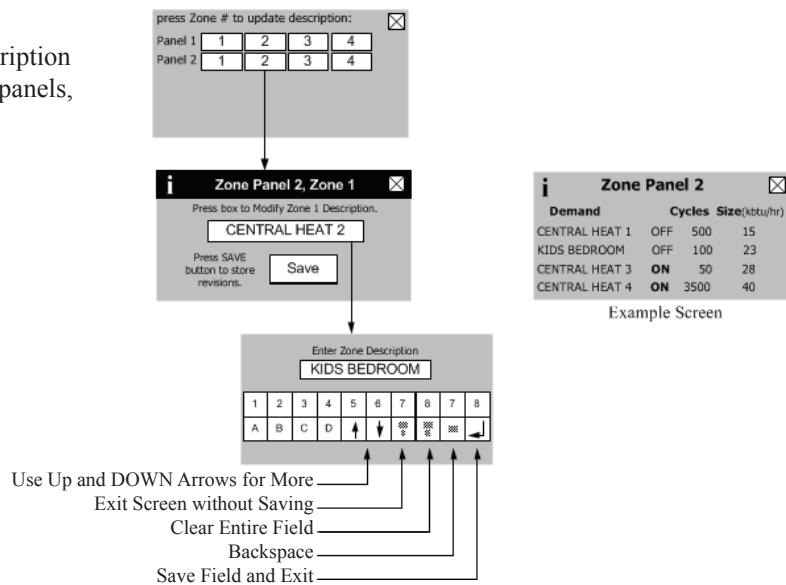 press Zone # to update description:
Panel 1 1 2 3 4
Panel 2 1 2 3 4
ription
panels,
i Zone Panel 2, Zone 1
Press box to Modify Zone 1 Description.
CENTRAL HEAT 2
Press SAVE
button to store
revisions.
Save
i Zone Panel 2
Demand Cycles Size(kbtu/hr)
CENTRAL HEAT 1 OFF 500 15
KIDS BEDROOM OFF 100 23
CENTRAL HEAT 3 ON 50 28
CENTRAL HEAT 4 ON 3500 40
Example Screen
Enter Zone Description
KIDS BEDROOM
1 2 3 4 5 6 7 8 7 8
A B C D
Use Up and DOWN Arrows for More
Exit Screen without Saving
Clear Entire Field
Backspace
Save Field and Exit